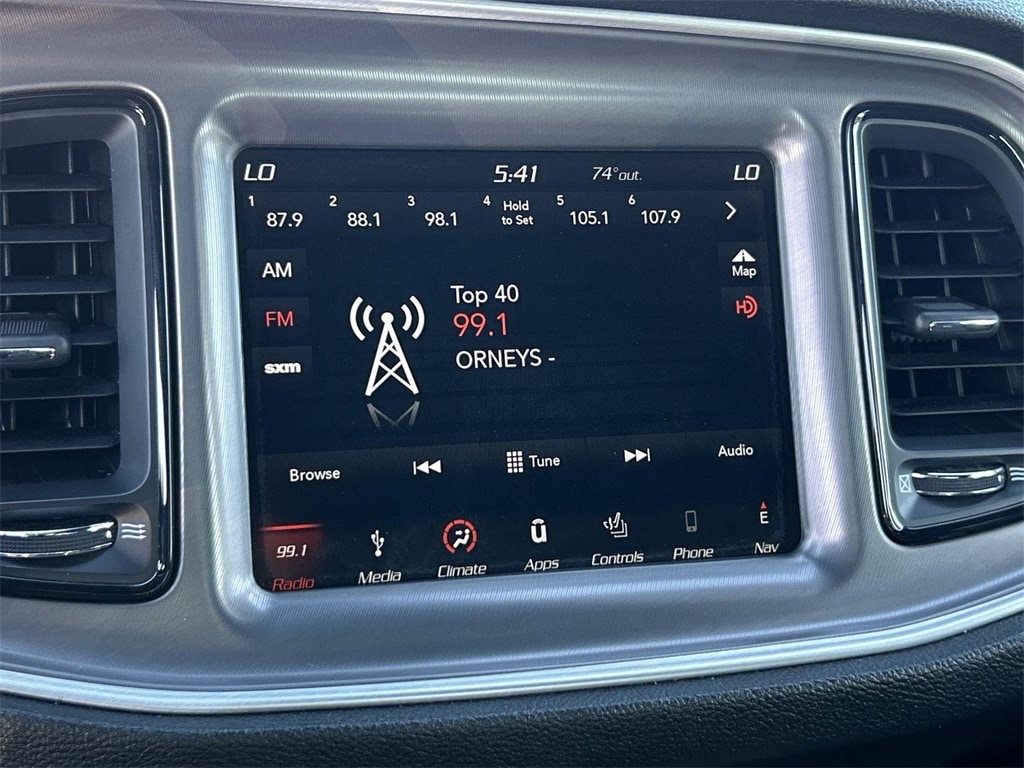 LO 5:41 74°out. LO
1 87.9 2 88.1 3 98.1 4 Hold to Set 5 105.1 6 107.9
AM
Map
Top 40
FM
99.1
HD
ORNEYS -
sxm
Browse Tune Audio
99.1 E
Radio Media Climate Apps Controls Phone Nav